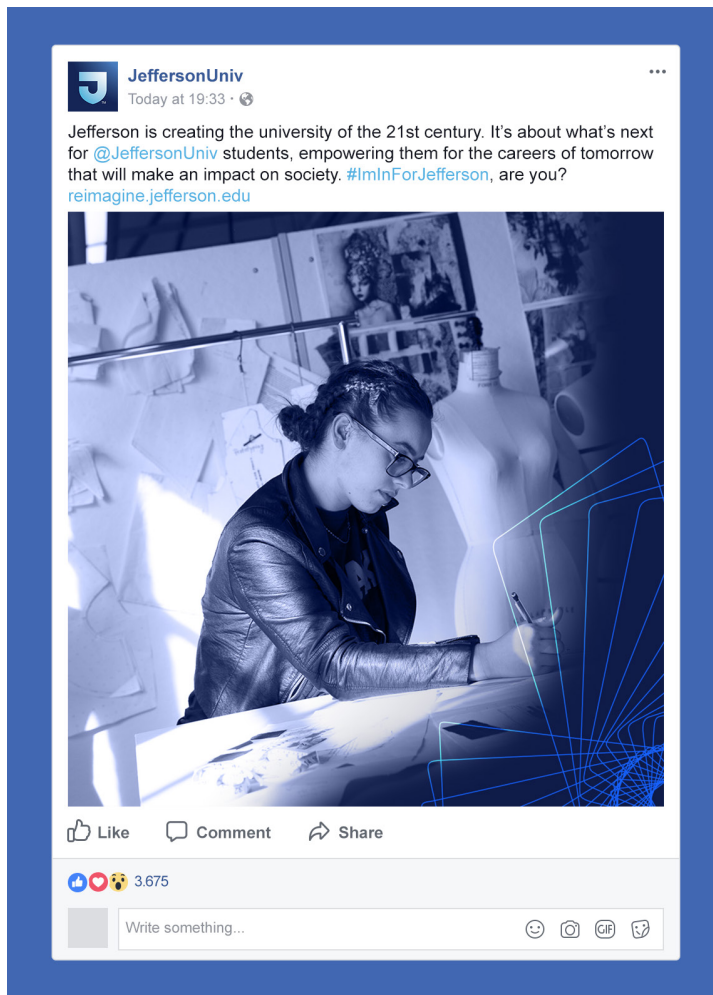 JeffersonUniv
Today at 19:33 ·
Jefferson is creating the university of the 21st century. It’s about what’s next
for @JeffersonUniv students, empowering them for the careers of tomorrow
that will make an impact on society. #ImInForJefferson, are you?
reimagine.jefferson.edu
Like Comment Share
3.675
Write something...
GIF